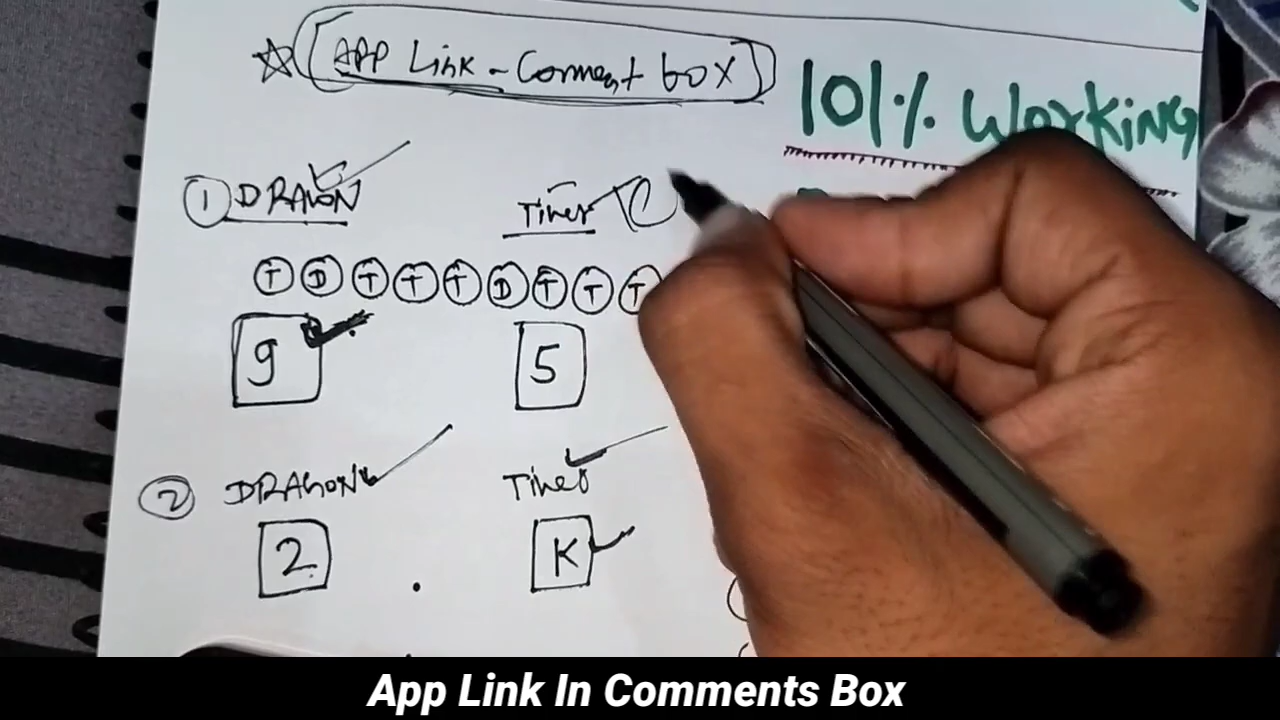 ☆ [APP Link - Comment box]
101% Working
① DRAGON
Tiger
T D T T T D T T T
9
5
② DRAGON
Tiger
2
K
App Link In Comments Box